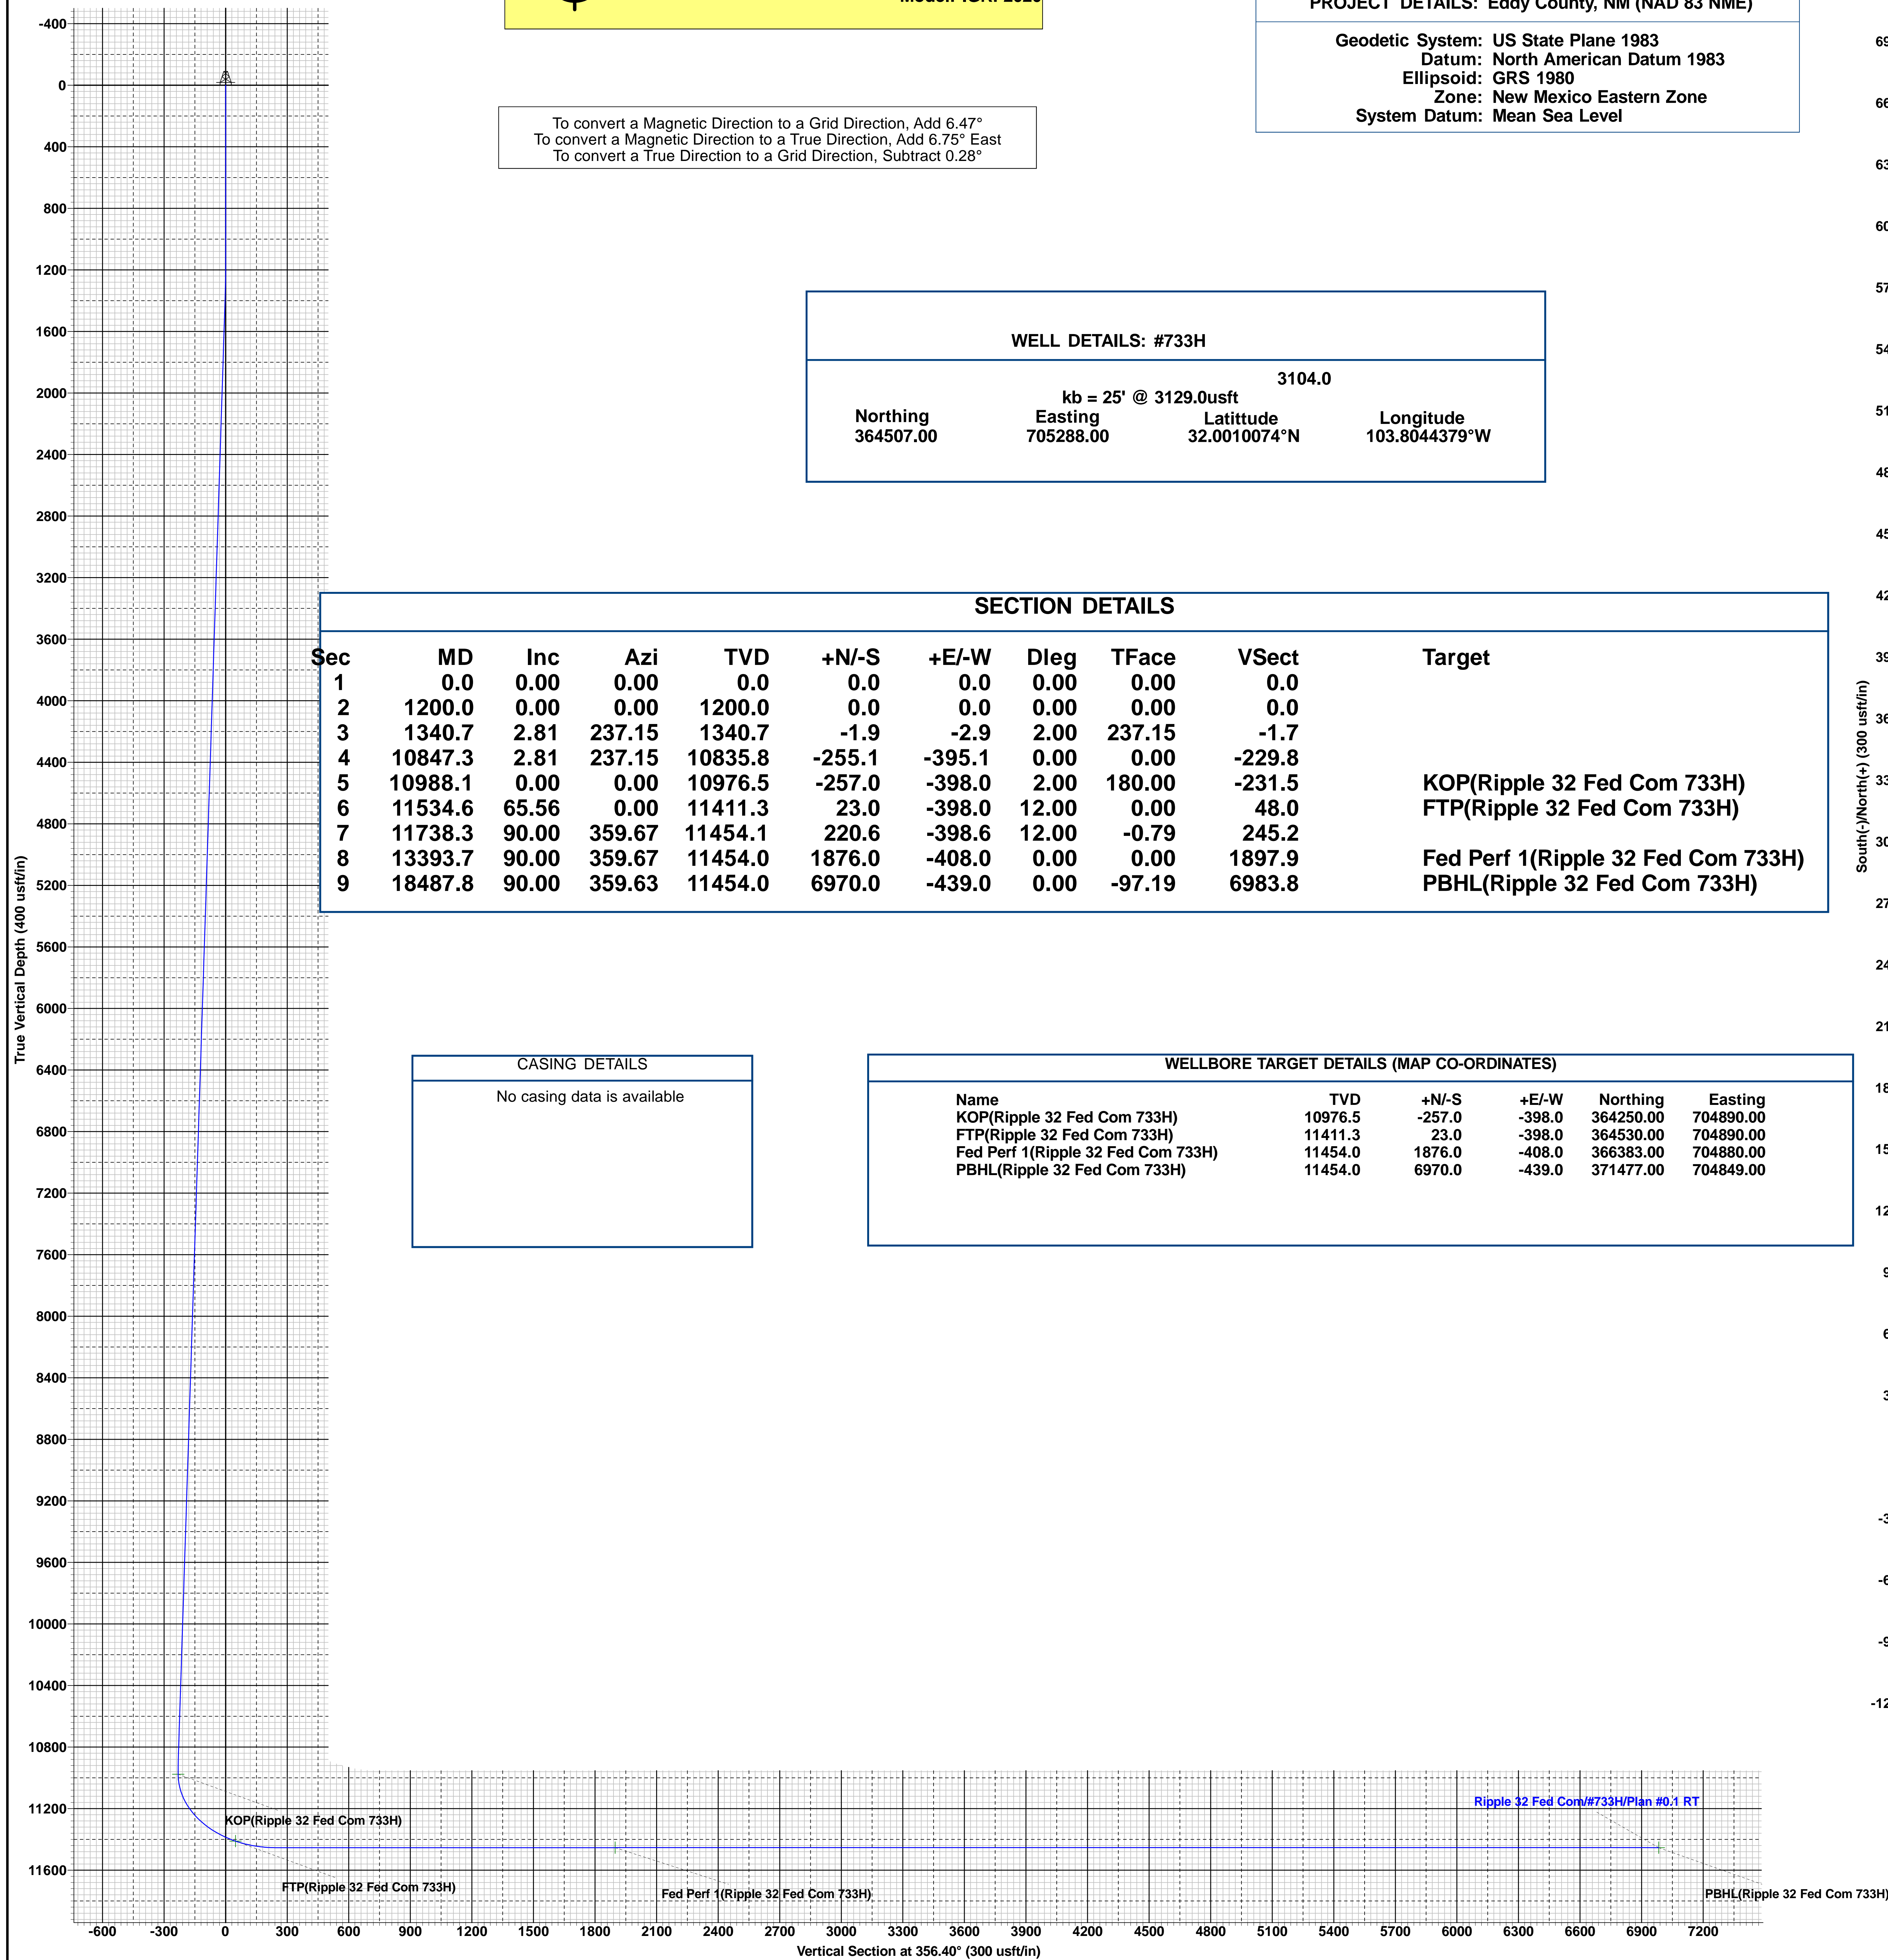 Model: IGRF2020
PROJECT DETAILS: Eddy County, NM (NAD 83 NME)
Geodetic System: US State Plane 1983
Datum: North American Datum 1983
Ellipsoid: GRS 1980
Zone: New Mexico Eastern Zone
System Datum: Mean Sea Level
To convert a Magnetic Direction to a Grid Direction, Add 6.47°
To convert a Magnetic Direction to a True Direction, Add 6.75° East
To convert a True Direction to a Grid Direction, Subtract 0.28°
WELL DETAILS: #733H
3104.0
kb = 25' @ 3129.0usft
Northing Easting Latittude Longitude
364507.00 705288.00 32.0010074°N 103.8044379°W
SECTION DETAILS
Sec MD Inc Azi TVD +N/-S +E/-W Dleg TFace VSect Target
1 0.0 0.00 0.00 0.0 0.0 0.0 0.00 0.00 0.0
2 1200.0 0.00 0.00 1200.0 0.0 0.0 0.00 0.00 0.0
3 1340.7 2.81 237.15 1340.7 -1.9 -2.9 2.00 237.15 -1.7
4 10847.3 2.81 237.15 10835.8 -255.1 -395.1 0.00 0.00 -229.8
5 10988.1 0.00 0.00 10976.5 -257.0 -398.0 2.00 180.00 -231.5 KOP(Ripple 32 Fed Com 733H)
6 11534.6 65.56 0.00 11411.3 23.0 -398.0 12.00 0.00 48.0 FTP(Ripple 32 Fed Com 733H)
7 11738.3 90.00 359.67 11454.1 220.6 -398.6 12.00 -0.79 245.2
8 13393.7 90.00 359.67 11454.0 1876.0 -408.0 0.00 0.00 1897.9 Fed Perf 1(Ripple 32 Fed Com 733H)
9 18487.8 90.00 359.63 11454.0 6970.0 -439.0 0.00 -97.19 6983.8 PBHL(Ripple 32 Fed Com 733H)
CASING DETAILS
No casing data is available
WELLBORE TARGET DETAILS (MAP CO-ORDINATES)
Name TVD +N/-S +E/-W Northing Easting
KOP(Ripple 32 Fed Com 733H) 10976.5 -257.0 -398.0 364250.00 704890.00
FTP(Ripple 32 Fed Com 733H) 11411.3 23.0 -398.0 364530.00 704890.00
Fed Perf 1(Ripple 32 Fed Com 733H) 11454.0 1876.0 -408.0 366383.00 704880.00
PBHL(Ripple 32 Fed Com 733H) 11454.0 6970.0 -439.0 371477.00 704849.00
True Vertical Depth (400 usft/in)
-400
0
400
800
1200
1600
2000
2400
2800
3200
3600
4000
4400
4800
5200
5600
6000
6400
6800
7200
7600
8000
8400
8800
9200
9600
10000
10400
10800
11200
11600
South(-)/North(+) (300 usft/in)
KOP(Ripple 32 Fed Com 733H)
FTP(Ripple 32 Fed Com 733H)
Fed Perf 1(Ripple 32 Fed Com 733H)
Ripple 32 Fed Com/#733H/Plan #0.1 RT
PBHL(Ripple 32 Fed Com 733H)
-600 -300 0 300 600 900 1200 1500 1800 2100 2400 2700 3000 3300 3600 3900 4200 4500 4800 5100 5400 5700 6000 6300 6600 6900 7200
Vertical Section at 356.40° (300 usft/in)